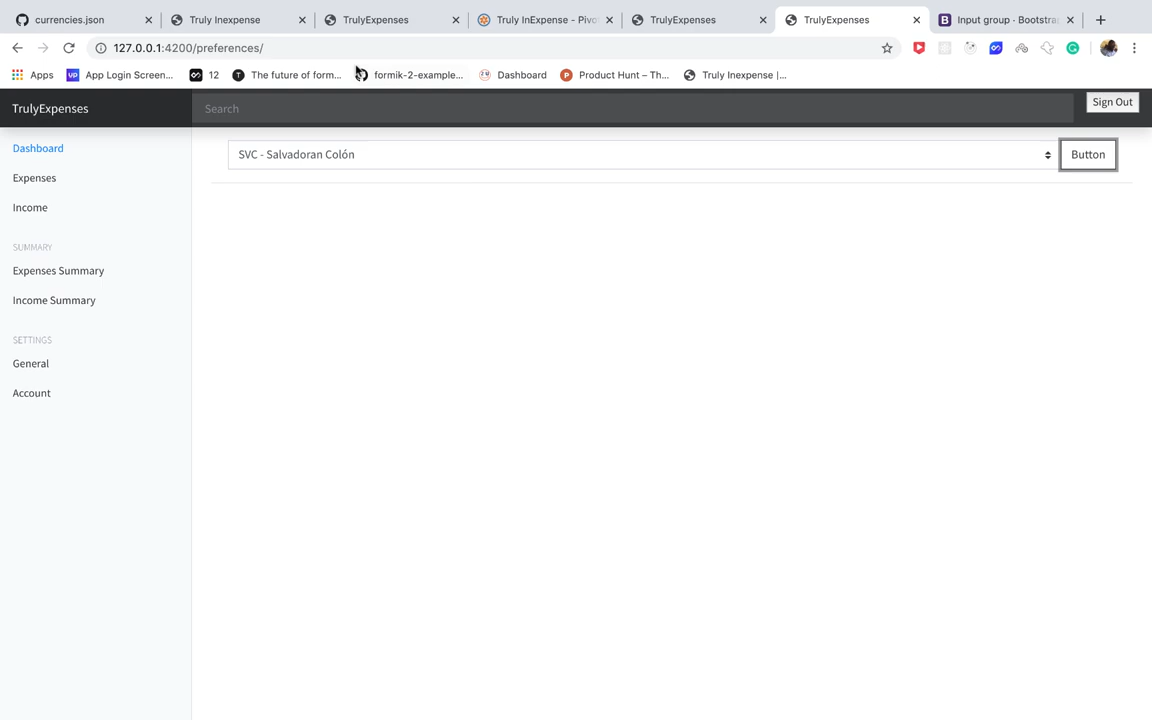 currencies.json
Truly Inexpense
TrulyExpenses
Truly InExpense - Pivo
TrulyExpenses
TrulyExpenses
Input group · Bootstra
127.0.0.1:4200/preferences/
Apps
App Login Screen...
12
The future of form...
formik-2-example...
Dashboard
Product Hunt – Th...
Truly Inexpense |...
TrulyExpenses
Search
Sign Out
SVC - Salvadoran Colón
Button
Dashboard
Expenses
Income
SUMMARY
Expenses Summary
Income Summary
SETTINGS
General
Account